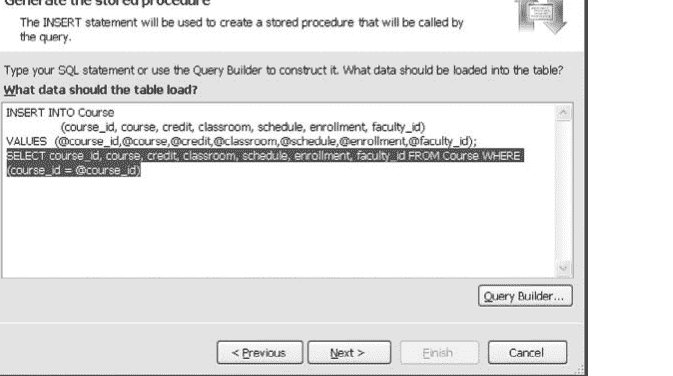 Generate the stored procedure
The INSERT statement will be used to create a stored procedure that will be called by
the query.
Type your SQL statement or use the Query Builder to construct it. What data should be loaded into the table?
What data should the table load?
INSERT INTO Course
(course_id, course, credit, classroom, schedule, enrollment, faculty_id)
VALUES (@course_id,@course,@credit,@classroom,@schedule,@enrollment,@faculty_id);
SELECT course_id, course, credit, classroom, schedule, enrollment, faculty_id FROM Course WHERE
(course_id = @course_id)
Query Builder...
< Previous
Next >
Finish
Cancel